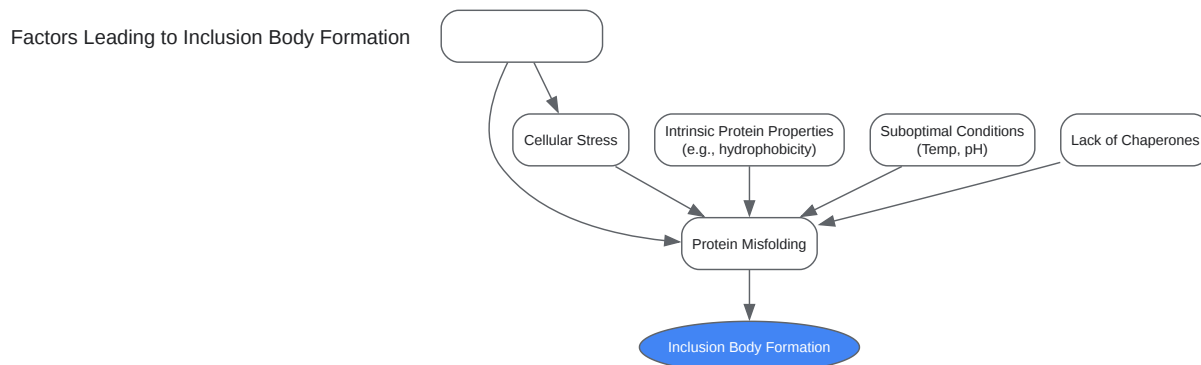 Factors Leading to Inclusion Body Formation
Cellular Stress
Intrinsic Protein Properties
(e.g., hydrophobicity)
Suboptimal Conditions
(Temp, pH)
Lack of Chaperones
Protein Misfolding
Inclusion Body Formation